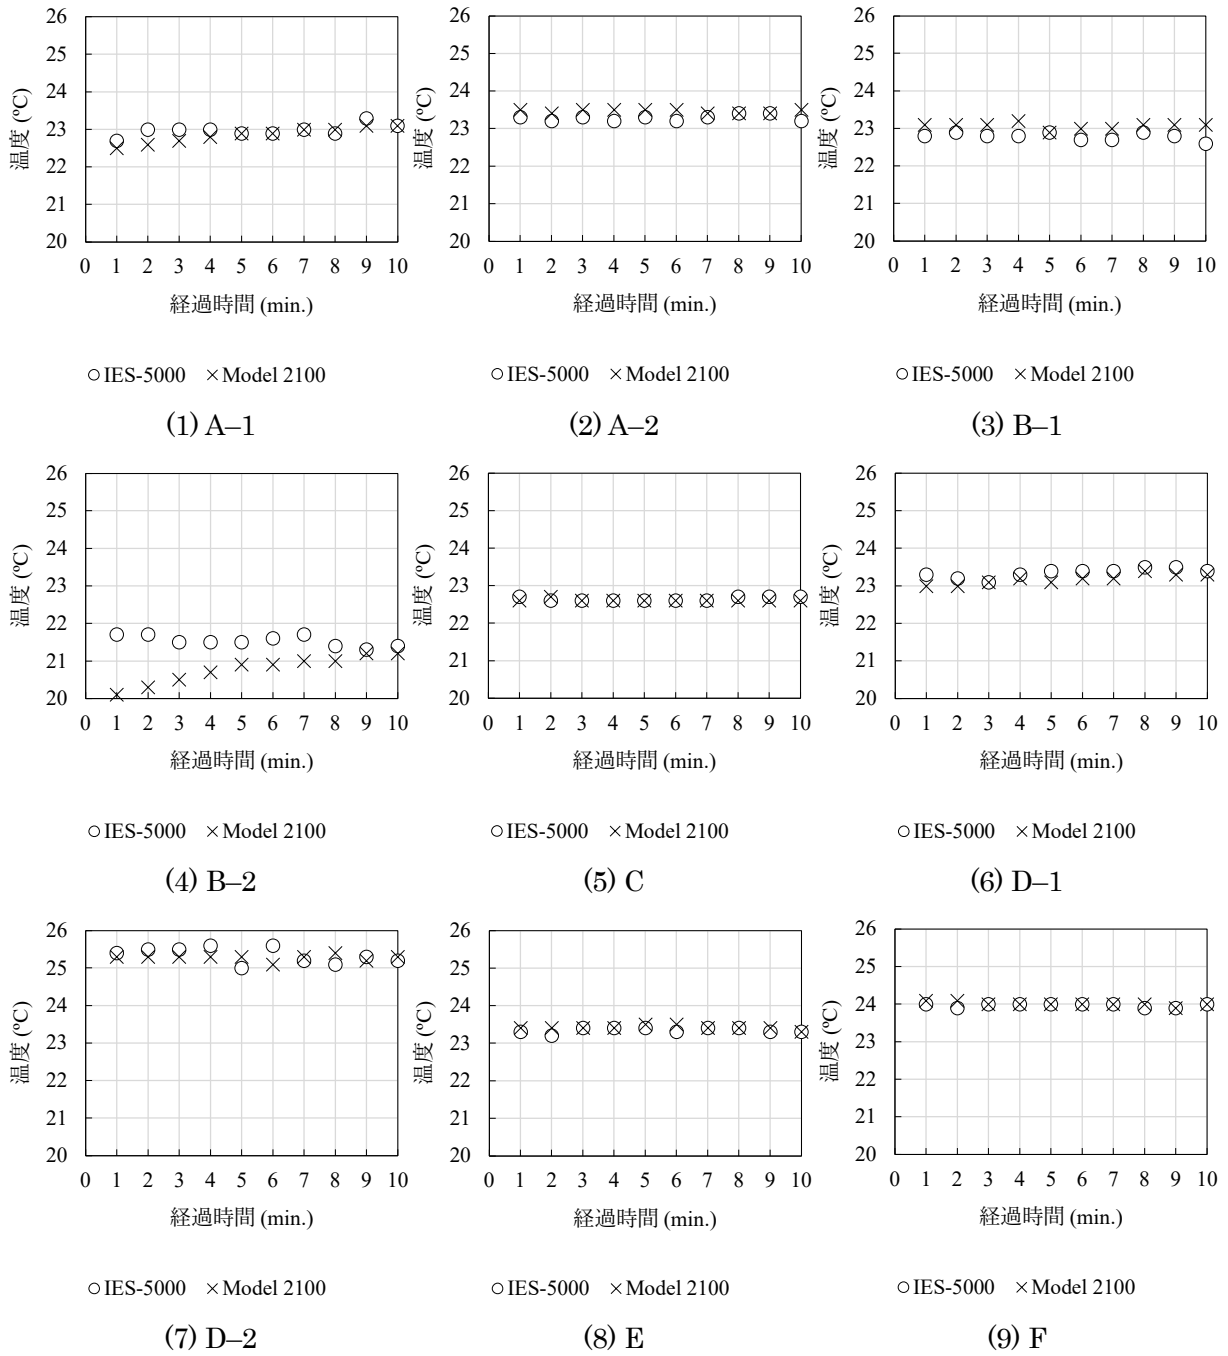 26 26 26
25 25 25
24 24 24
23 23 23
22 22 22
21 21 21
20 20 20
温度 (ºC) 温度 (ºC) 温度 (ºC)
0 1 2 3 4 5 6 7 8 9 10 0 1 2 3 4 5 6 7 8 9 10 0 1 2 3 4 5 6 7 8 9 10
経過時間 (min.) 経過時間 (min.) 経過時間 (min.)
○ IES-5000 × Model 2100 ○ IES-5000 × Model 2100 ○ IES-5000 × Model 2100
(1) A–1 (2) A–2 (3) B–1
26 26 26
25 25 25
24 24 24
23 23 23
22 22 22
21 21 21
20 20 20
温度 (ºC) 温度 (ºC) 温度 (ºC)
0 1 2 3 4 5 6 7 8 9 10 0 1 2 3 4 5 6 7 8 9 10 0 1 2 3 4 5 6 7 8 9 10
経過時間 (min.) 経過時間 (min.) 経過時間 (min.)
○ IES-5000 × Model 2100 ○ IES-5000 × Model 2100 ○ IES-5000 × Model 2100
(4) B–2 (5) C (6) D–1
26 26 26
25 25 25
24 24 24
23 23 23
22 22 22
21 21 21
20 20 20
温度 (ºC) 温度 (ºC) 温度 (ºC)
0 1 2 3 4 5 6 7 8 9 10 0 1 2 3 4 5 6 7 8 9 10 0 1 2 3 4 5 6 7 8 9 10
経過時間 (min.) 経過時間 (min.) 経過時間 (min.)
○ IES-5000 × Model 2100 ○ IES-5000 × Model 2100 ○ IES-5000 × Model 2100
(7) D–2 (8) E (9) F